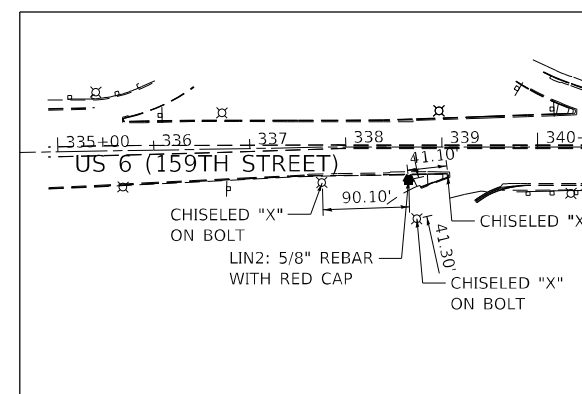 335+00 336 337 338 339 340
US 6 (159TH STREET)
41.10'
90.10'
CHISELED "X"
ON BOLT
CHISELED "X
41.30'
LIN2: 5/8" REBAR
WITH RED CAP
CHISELED "X"
ON BOLT